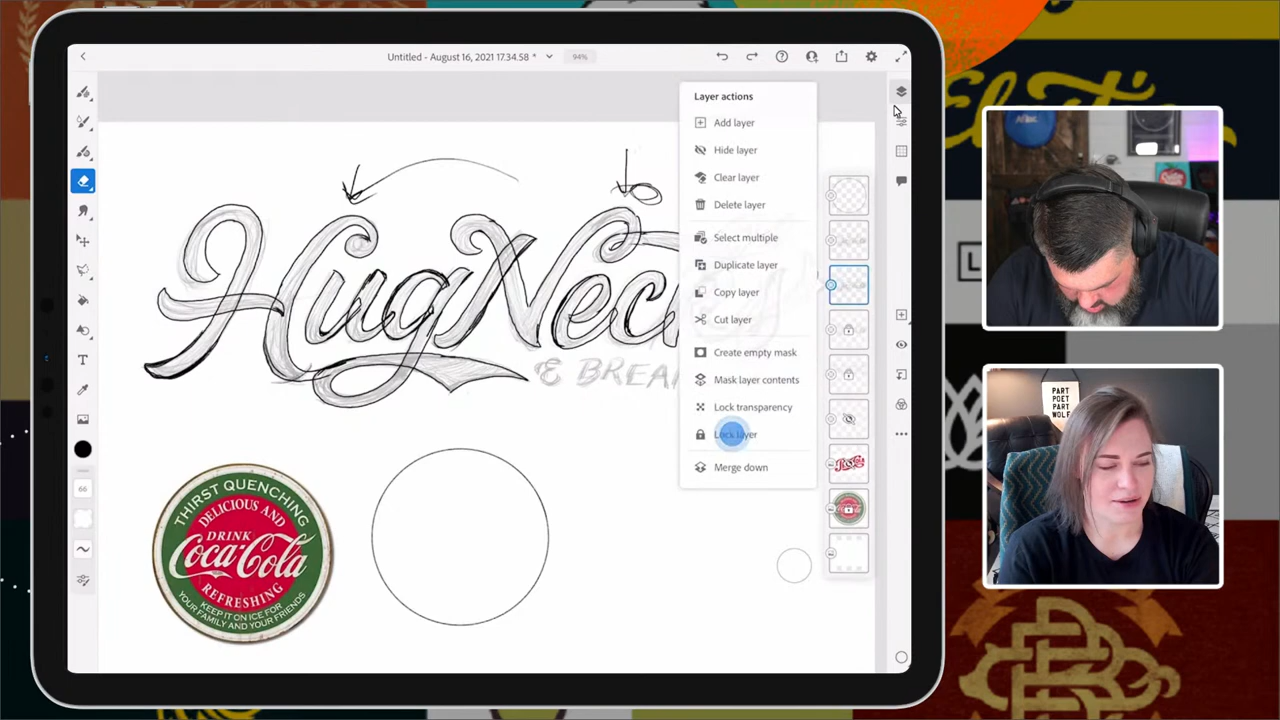 Untitled - August 16, 2021 17.34.58 *
94%
Layer actions
Add layer
Hide layer
Clear layer
Delete layer
Select multiple
Duplicate layer
Copy layer
Cut layer
Create empty mask
Mask layer contents
Lock transparency
Lock layer
Merge down
HugNeck
& BREA
T
66
THIRST QUENCHING
DELICIOUS AND
DRINK
Coca-Cola
REFRESHING
KEEP IT ON ICE FOR
YOUR FAMILY AND YOUR FRIENDS
PART
POET
PART
WOLF